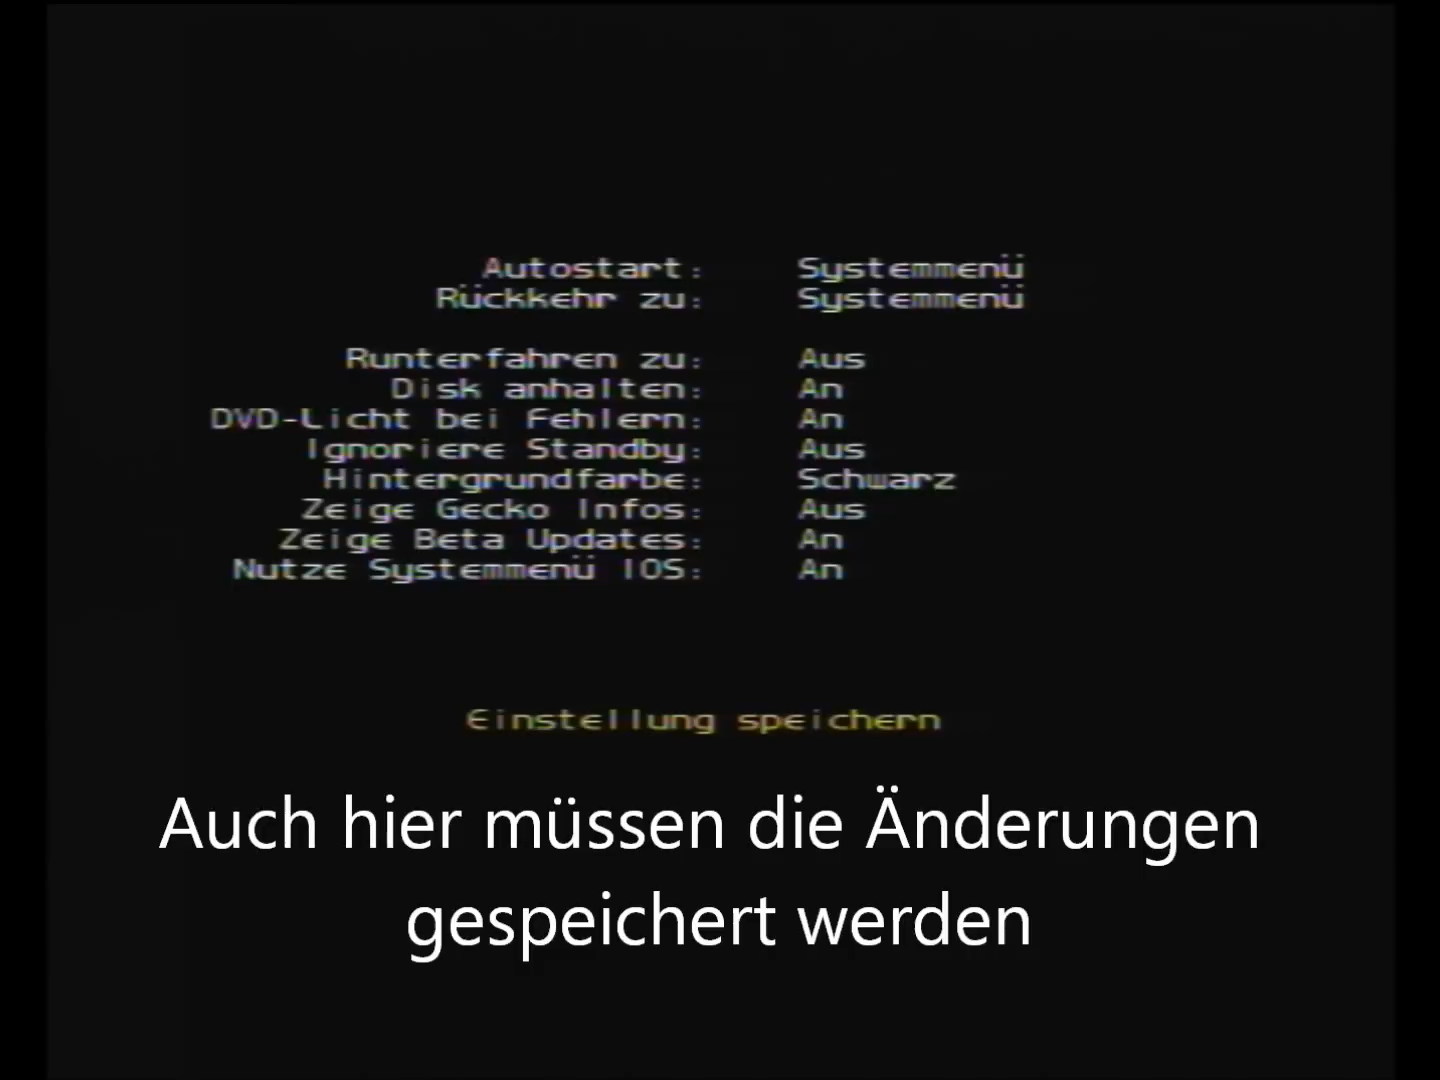 Autostart: Systemmenü
Rückkehr zu: Systemmenü
Runterfahren zu: Aus
Disk anhalten: An
DVD-Licht bei Fehlern: An
Ignoriere Standby: Aus
Hintergrundfarbe: Schwarz
Zeige Gecko Infos: Aus
Zeige Beta Updates: An
Nutze Systemmenü IOS: An
Einstellung speichern
Auch hier müssen die Änderungen
gespeichert werden